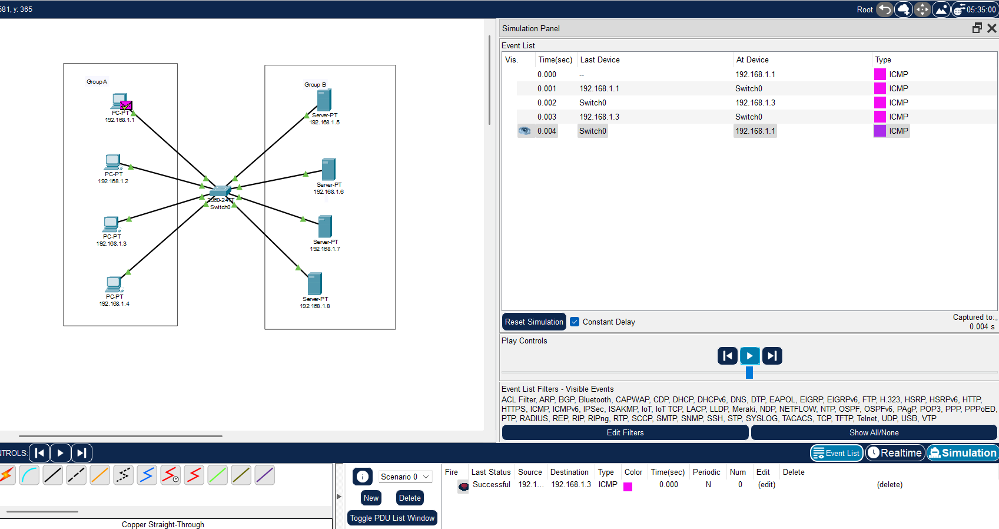 581, y: 365
Root
05:35:00
Simulation Panel
Event List
Vis. Time(sec) Last Device At Device Type
0.000 -- 192.168.1.1 ICMP
0.001 192.168.1.1 Switch0 ICMP
0.002 Switch0 192.168.1.3 ICMP
0.003 192.168.1.3 Switch0 ICMP
0.004 Switch0 192.168.1.1 ICMP
Group A
PC-PT
192.168.1.1
PC-PT
192.168.1.2
PC-PT
192.168.1.3
PC-PT
192.168.1.4
2960-24TT
Switch0
Group B
Server-PT
192.168.1.5
Server-PT
192.168.1.6
Server-PT
192.168.1.7
Server-PT
192.168.1.8
Reset Simulation Constant Delay
Captured to:
0.004 s
Play Controls
Event List Filters - Visible Events
ACL Filter, ARP, BGP, Bluetooth, CAPWAP, CDP, DHCP, DHCPv6, DNS, DTP, EAPOL, EIGRP, EIGRPv6, FTP, H.323, HSRP, HSRPv6, HTTP,
HTTPS, ICMP, ICMPv6, IPSec, ISAKMP, IoT, IoT TCP, LACP, LLDP, Meraki, NDP, NETFLOW, NTP, OSPF, OSPFv6, PAgP, POP3, PPP, PPPoED,
PTP, RADIUS, REP, RIP, RIPng, RTP, SCCP, SMTP, SNMP, SSH, STP, SYSLOG, TACACS, TCP, TFTP, Telnet, UDP, USB, VTP
Edit Filters Show All/None
NTROLS:
Event List Realtime Simulation
Scenario 0
New Delete
Toggle PDU List Window
Fire Last Status Source Destination Type Color Time(sec) Periodic Num Edit Delete
Successful 192.1... 192.168.1.3 ICMP 0.000 N 0 (edit) (delete)
Copper Straight-Through